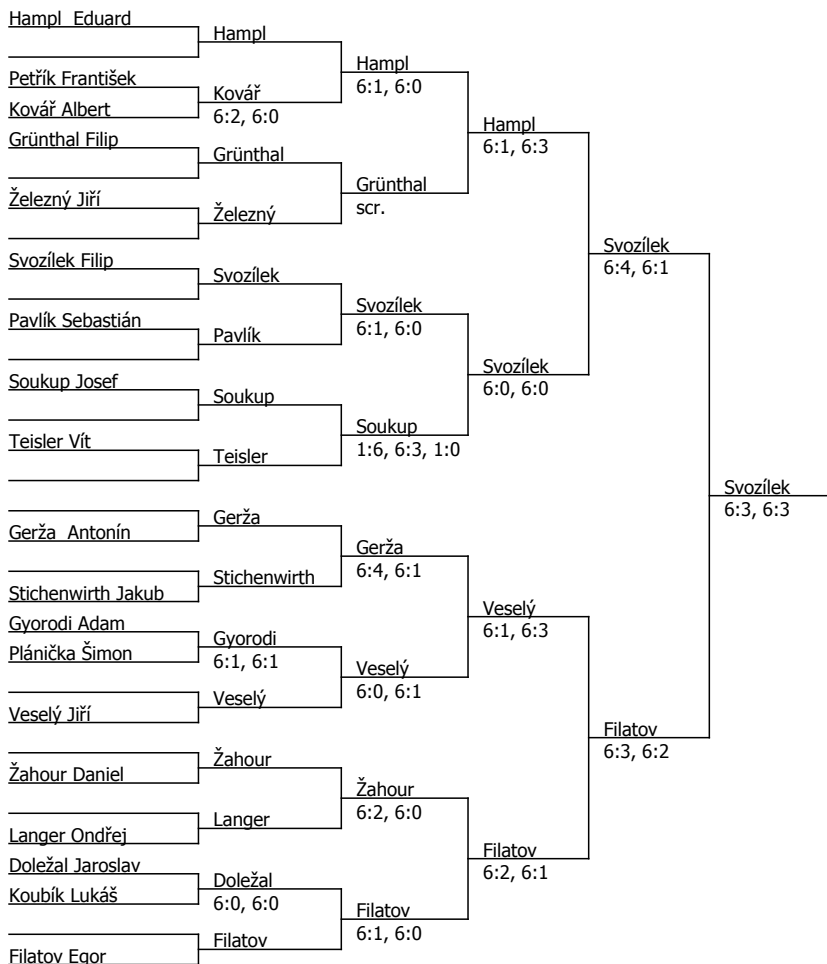 Hampl Eduard
Hampl
Hampl
6:1, 6:0
Petřík František
Kovář
Kovář Albert
6:2, 6:0
Hampl
6:1, 6:3
Grünthal Filip
Grünthal
Grünthal
scr.
Železný Jiří
Železný
Svozílek
6:4, 6:1
Svozílek Filip
Svozílek
Svozílek
6:1, 6:0
Pavlík Sebastián
Pavlík
Svozílek
6:0, 6:0
Soukup Josef
Soukup
Soukup
1:6, 6:3, 1:0
Teisler Vít
Teisler
Svozílek
6:3, 6:3
Gerža
Gerža Antonín
Gerža
6:4, 6:1
Stichenwirth
Stichenwirth Jakub
Veselý
6:1, 6:3
Gyorodi Adam
Gyorodi
Plánička Šimon
6:1, 6:1
Veselý
6:0, 6:1
Veselý
Veselý Jiří
Filatov
6:3, 6:2
Žahour
Žahour Daniel
Žahour
6:2, 6:0
Langer
Langer Ondřej
Filatov
6:2, 6:1
Doležal Jaroslav
Doležal
Koubík Lukáš
6:0, 6:0
Filatov
6:1, 6:0
Filatov
Filatov Egor